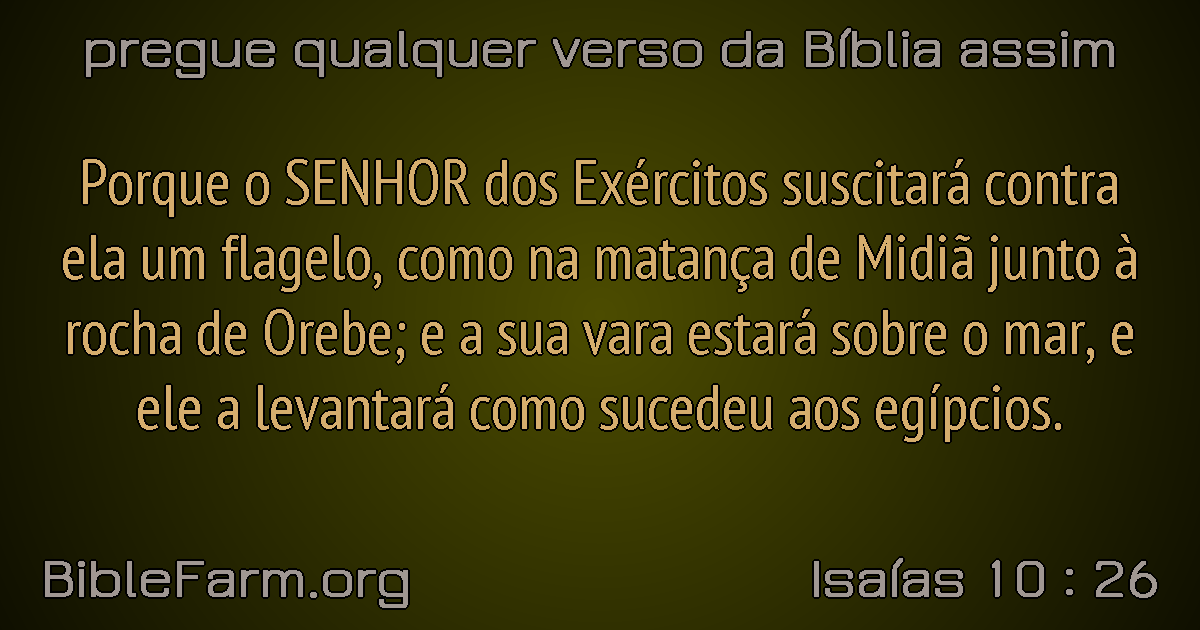 pregue qualquer verso da Bíblia assim
Porque o SENHOR dos Exércitos suscitará contra
ela um flagelo, como na matança de Midiã junto à
rocha de Orebe; e a sua vara estará sobre o mar, e
ele a levantará como sucedeu aos egípcios.
BibleFarm.org
Isaías 10 : 26